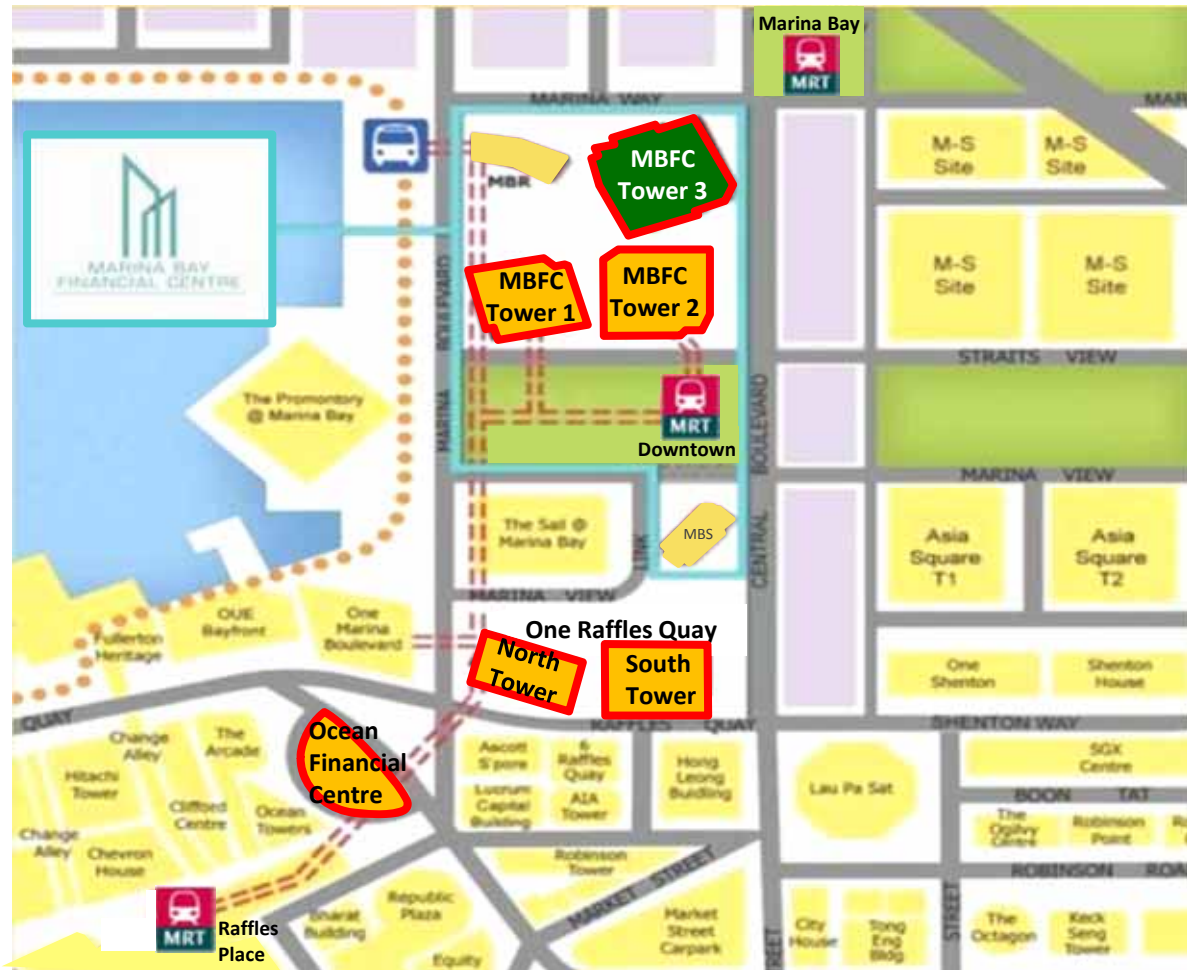 Marina Bay
MRT
MARINA WAY
MAR
MBFC
Tower 3
M-S
Site
M-S
Site
MBR
MARINA BAY
FINANCIAL CENTRE
MBFC
Tower 1
MBFC
Tower 2
M-S
Site
M-S
Site
BOULEVARD
MARINA
STRAITS VIEW
The Promontory
@ Marina Bay
MRT
Downtown
BOULEVARD
CENTRAL
MARINA VIEW
The Sail @
Marina Bay
LINK
MBS
Asia
Square
T1
Asia
Square
T2
MARINA VIEW
OUE
Bayfront
One
Marina
Boulevard
Fullerton
Heritage
One Raffles Quay
North
Tower
South
Tower
One
Shenton
Shenton
House
QUAY
RAFFLES QUAY
SHENTON WAY
Change
Alley
The
Arcade
Ocean
Financial
Centre
Hitachi
Tower
Clifford
Centre
Ocean
Towers
Change
Alley
Chevron
House
Ascott
S'pore
6
Raffles
Quay
Lucrum
Capital
Building
AIA
Tower
Hong
Leong
Building
Lau Pa Sat
SGX
Centre
BOON TAT
The
Ogilvy
Centre
Robinson
Point
Ro
ROBINSON ROA
Robinson
Tower
MARKET STREET
Republic
Plaza
Bharat
Building
Equity
Market
Street
Carpark
REET
City
House
Tong
Eng
Bldg
STREET
The
Octagon
Keck
Seng
Tower
MRT
Raffles
Place